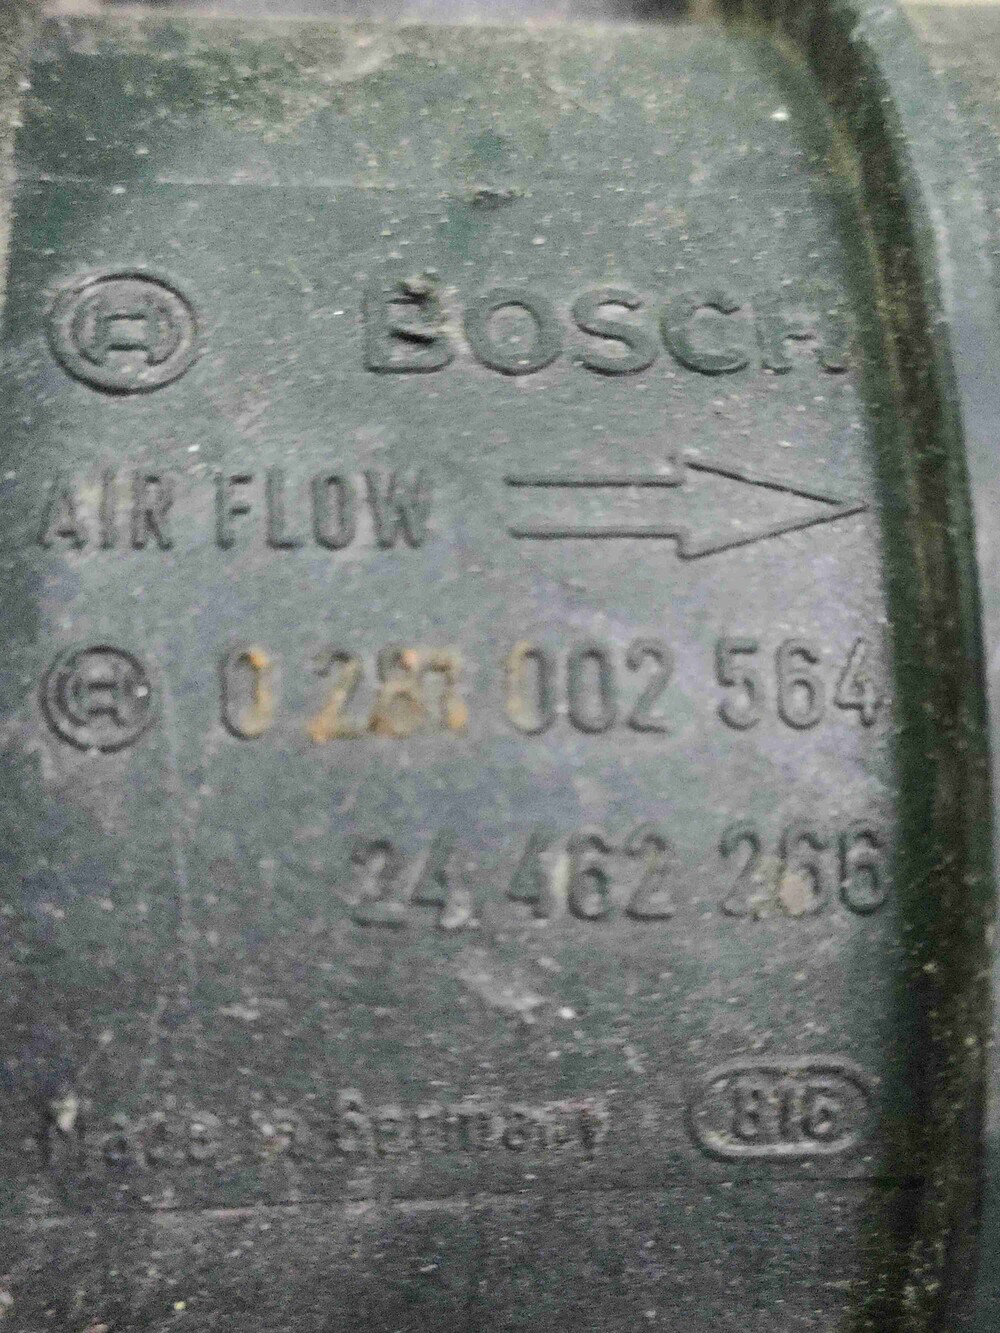 BOSCH
AIR FLOW
0 281 002 564
24 462 266
Made in Germany 816